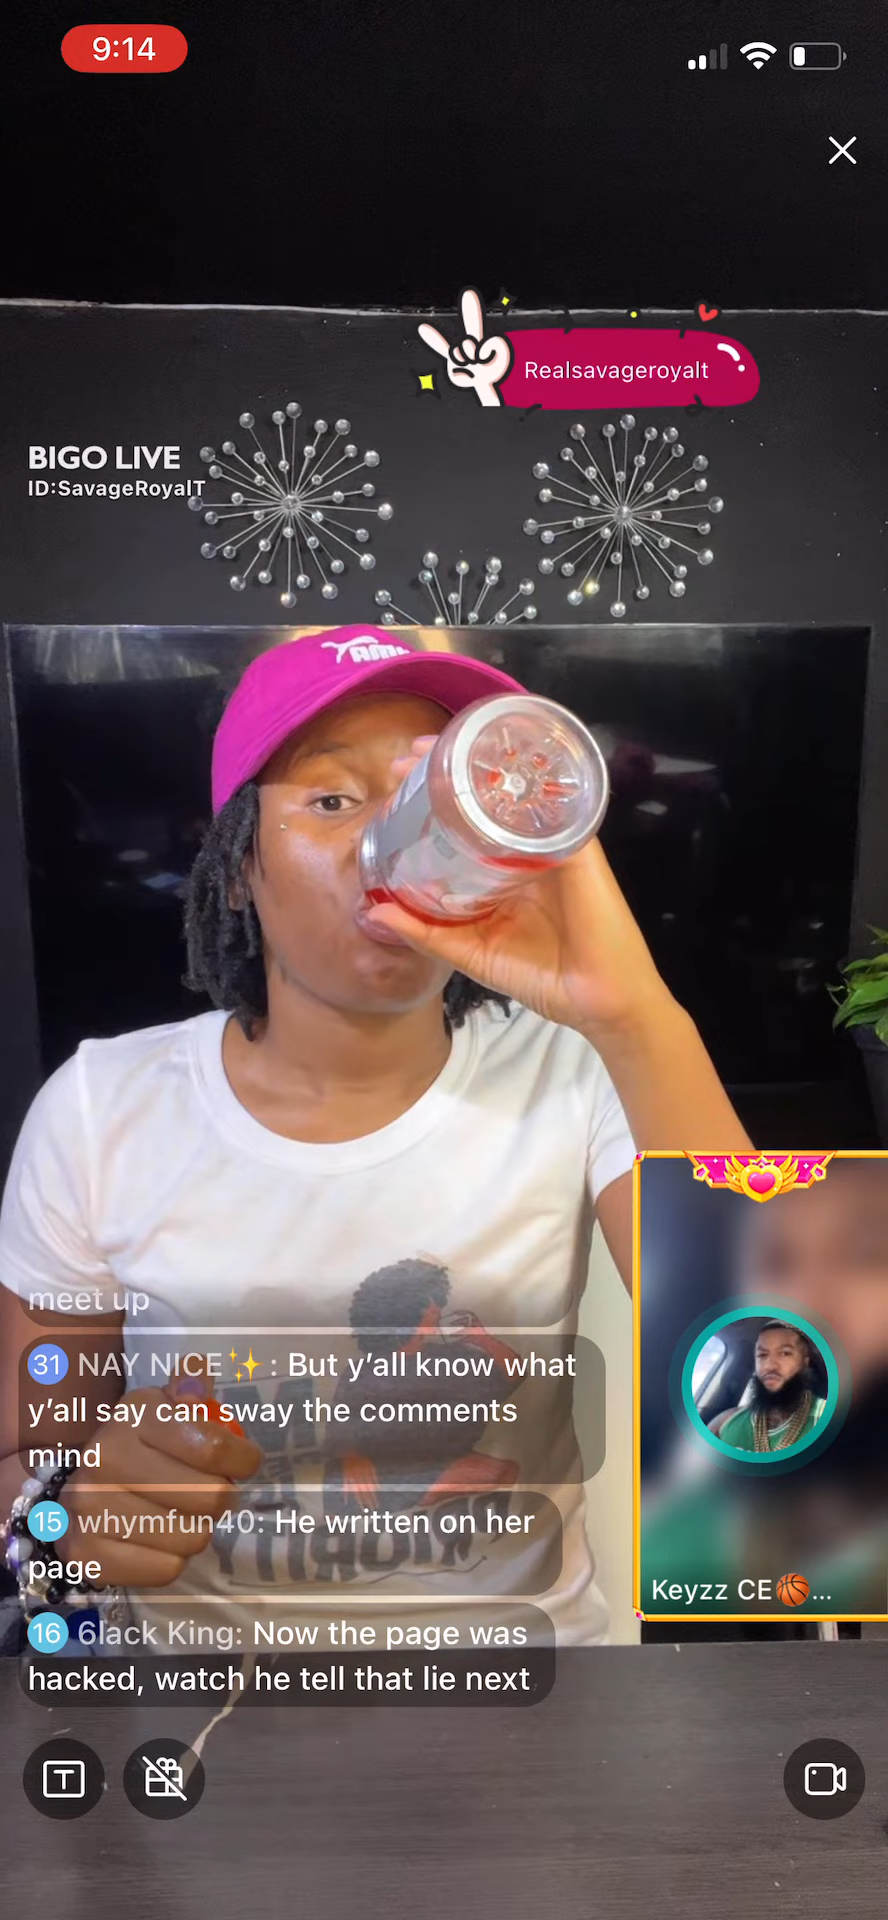 9:14
Realsavageroyalt
BIGO LIVE
ID:SavageRoyalT
meet up
31 NAY NICE✨ : But y’all know what
y’all say can sway the comments
mind
15 whymfun40: He written on her
page
16 6lack King: Now the page was
hacked, watch he tell that lie next
Keyzz CE🏀...
T